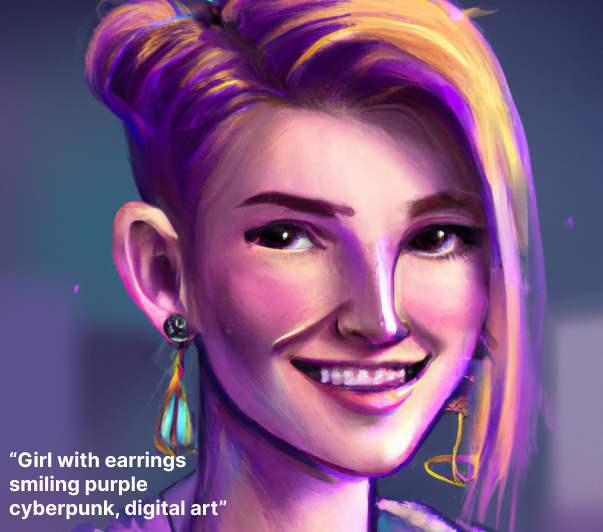 “Girl with earrings
smiling purple
cyberpunk, digital art”